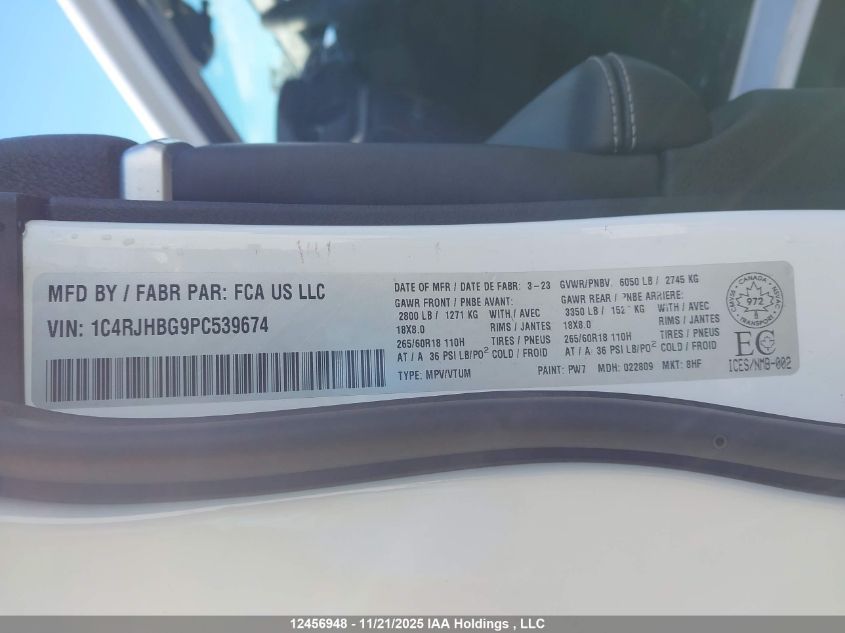 MFD BY / FABR PAR: FCA US LLC
VIN: 1C4RJHBG9PC539674
DATE OF MFR / DATE DE FABR: 3-23 GVWR/PNBV. 6050 LB / 2745 KG
GAWR FRONT / PNBE AVANT: GAWR REAR / PNBE ARRIERE:
2800 LB / 1271 KG WITH / AVEC 3350 LB / WITH / AVEC
18X8.0 RIMS / JANTES 18X8.0 RIMS / JANTES
265/60R18 110H TIRES / PNEUS 265/60R18 110H TIRES / PNEUS
AT / A 36 PSI LB/PO² COLD / FROID AT / A 36 PSI LB/PO² COLD / FROID
TYPE: MPV/VTUM PAINT: PW7 MDH: 022809 MKT: 8HF
CANADA
CMVSS NSVAC
972
TRANSPORT
EC
ICES/NMB-002
12456948 - 11/21/2025 IAA Holdings , LLC